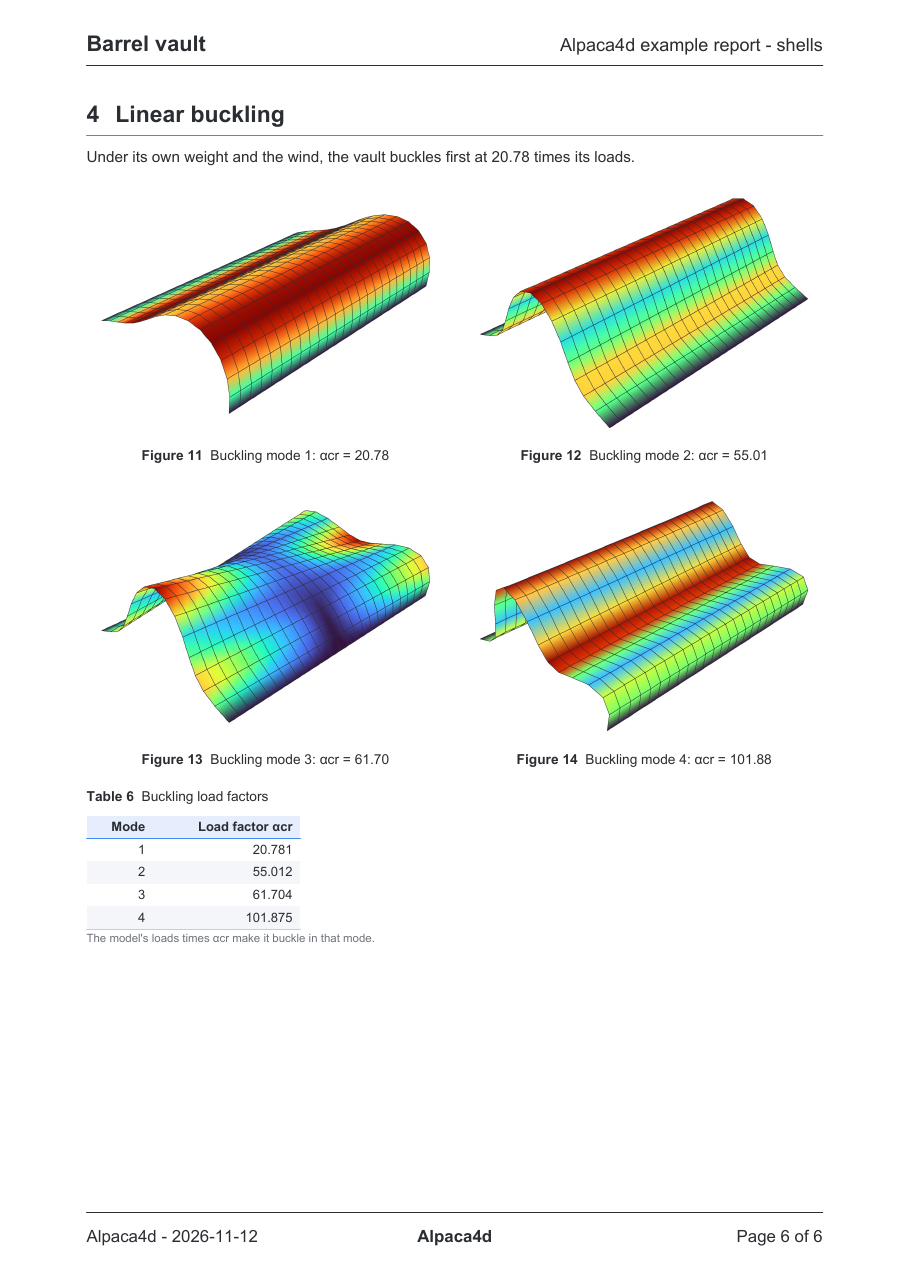 Barrel vault
Alpaca4d example report - shells
4 Linear buckling
Under its own weight and the wind, the vault buckles first at 20.78 times its loads.
Figure 11 Buckling mode 1: αcr = 20.78
Figure 12 Buckling mode 2: αcr = 55.01
Figure 13 Buckling mode 3: αcr = 61.70
Figure 14 Buckling mode 4: αcr = 101.88
Table 6 Buckling load factors
Mode Load factor αcr
1 20.781
2 55.012
3 61.704
4 101.875
The model's loads times αcr make it buckle in that mode.
Alpaca4d - 2026-11-12
Alpaca4d
Page 6 of 6